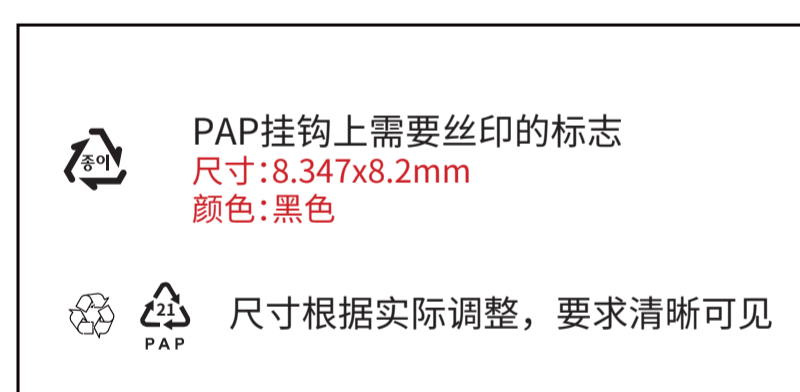 종이
PAP挂钩上需要丝印的标志
尺寸：8.347x8.2mm
颜色：黑色
21
PAP
尺寸根据实际调整，要求清晰可见